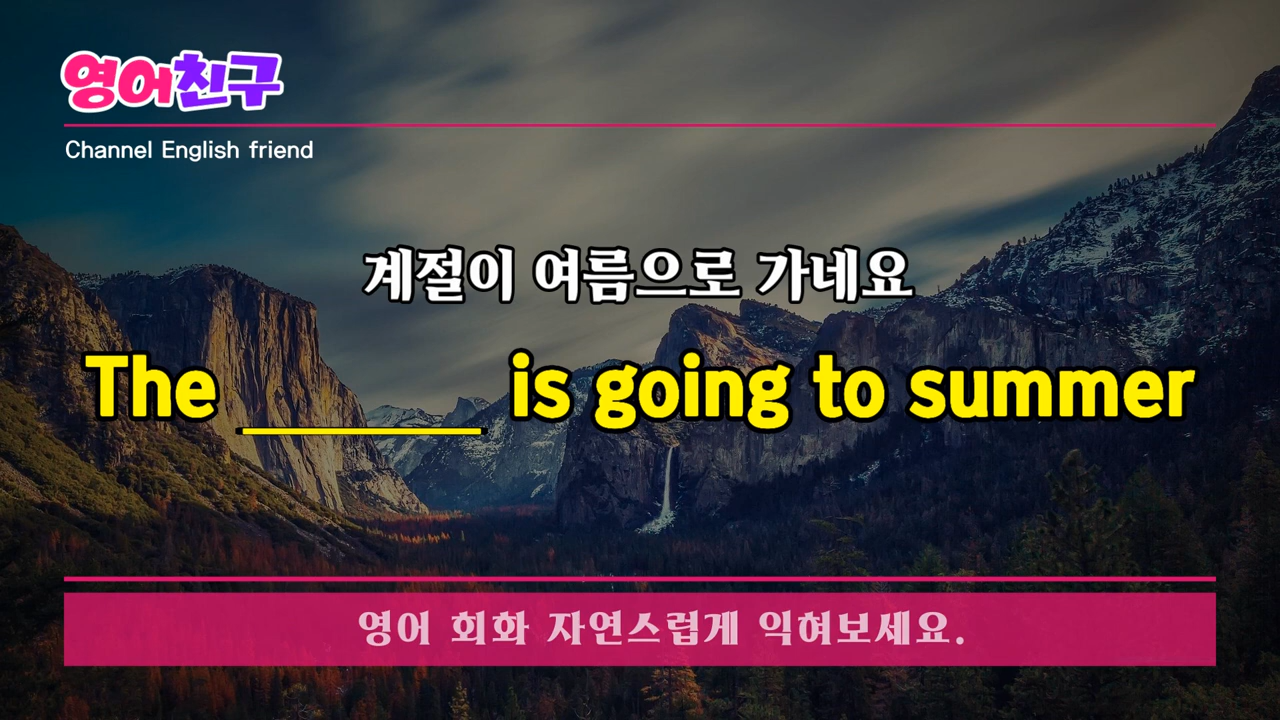 영어친구
Channel English friend
계절이 여름으로 가네요
The ______ is going to summer
영어 회화 자연스럽게 익혀보세요.